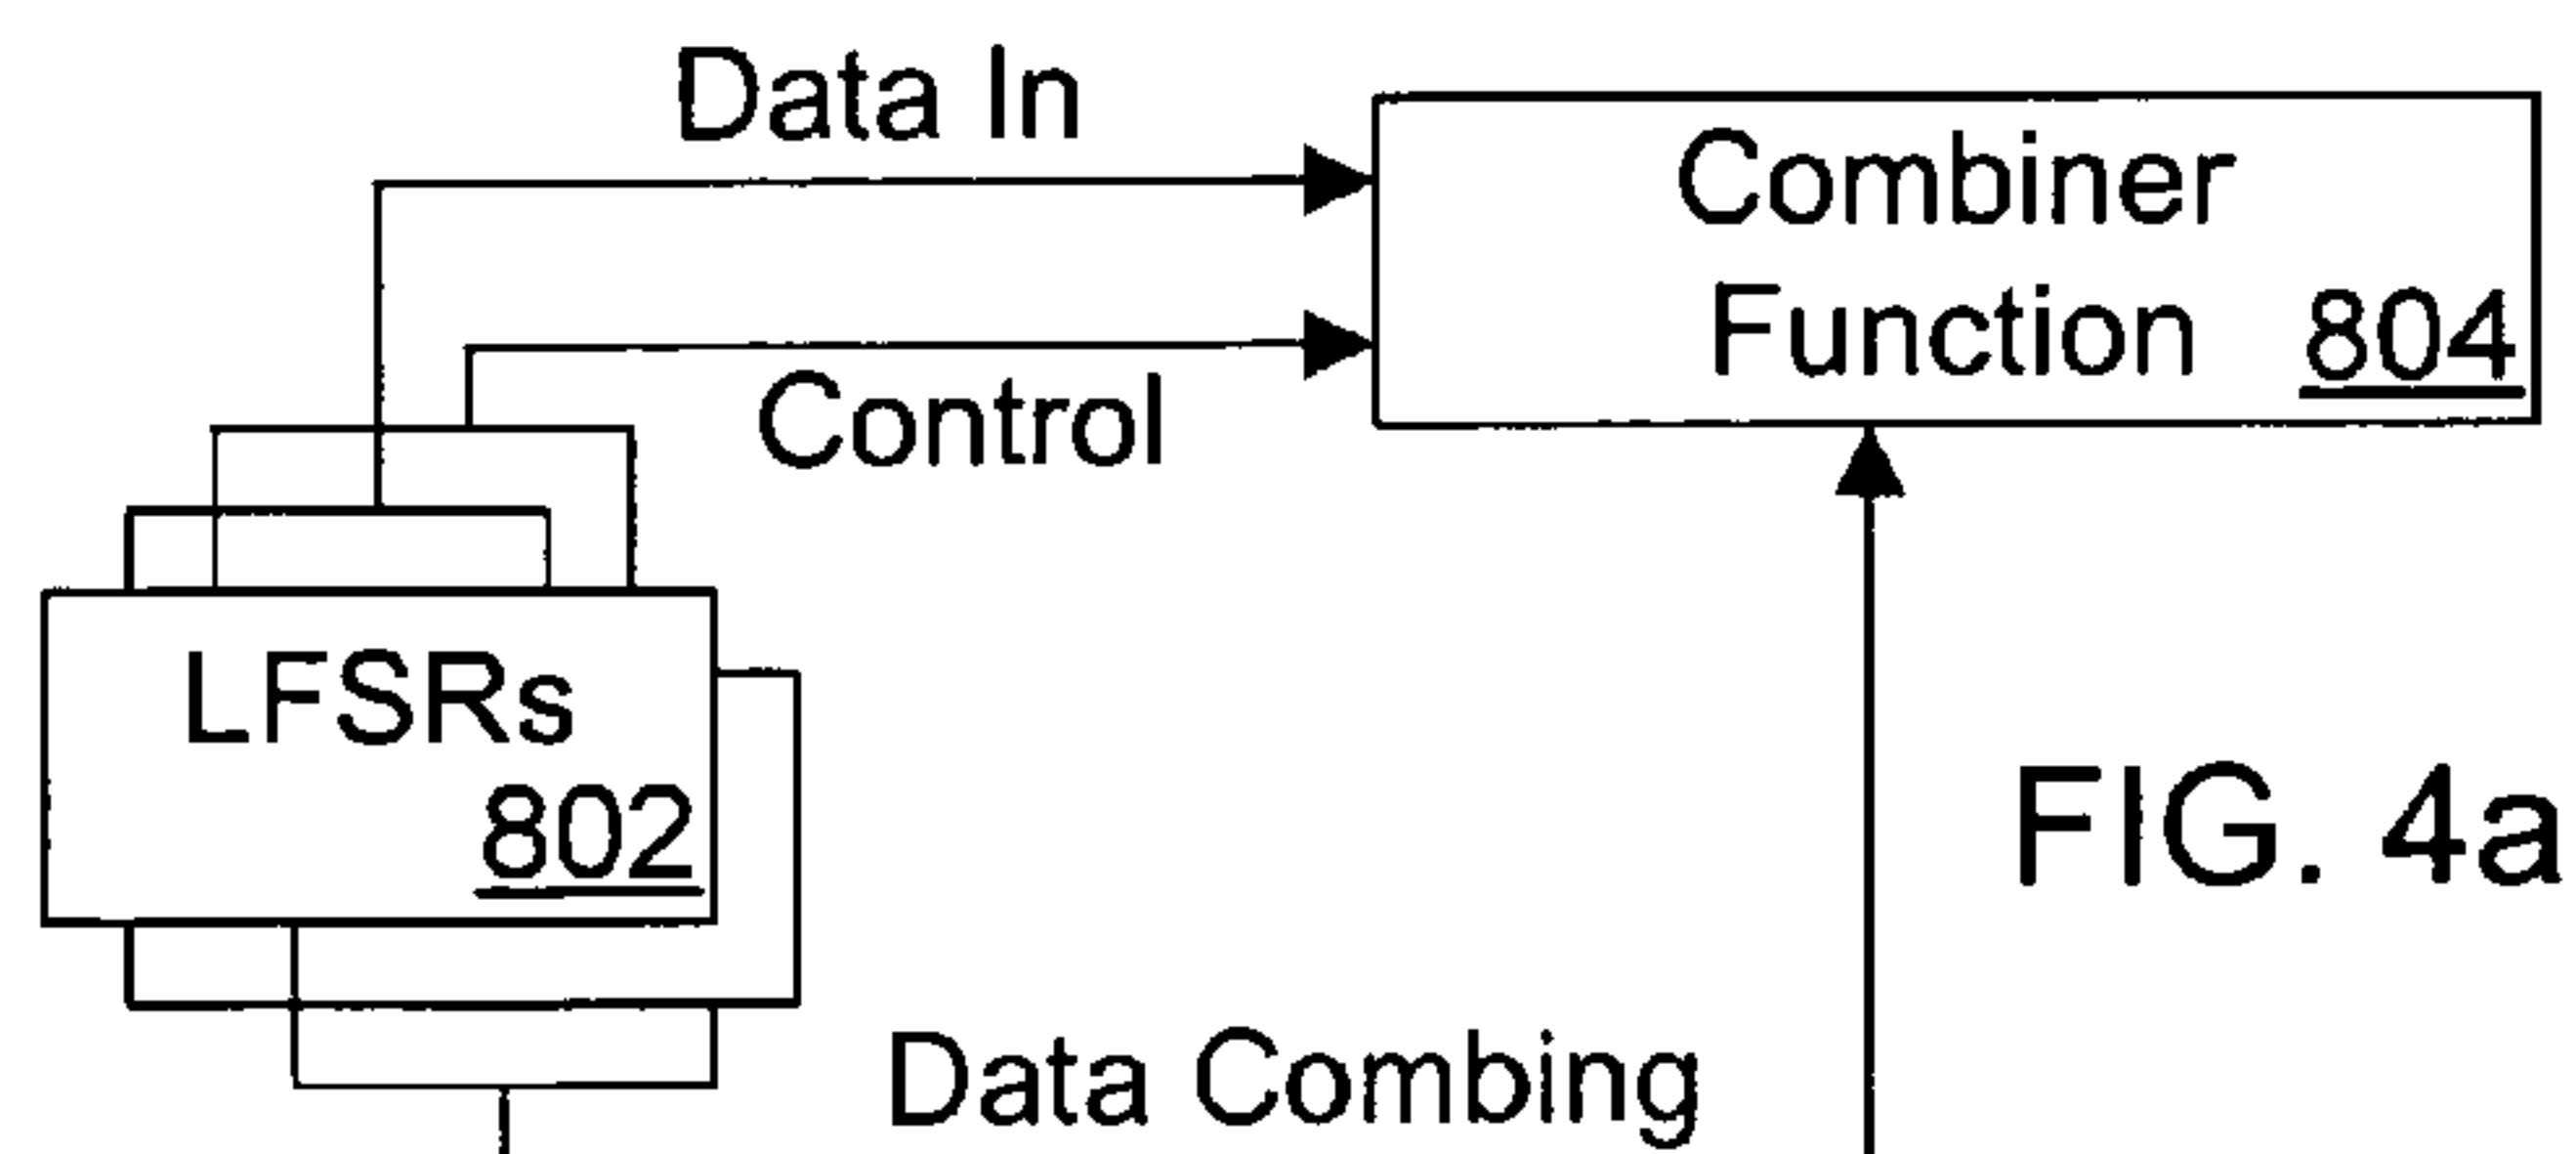 Data In
Combiner
Function 804
Control
LFSRs
802
FIG. 4a
Data Combing